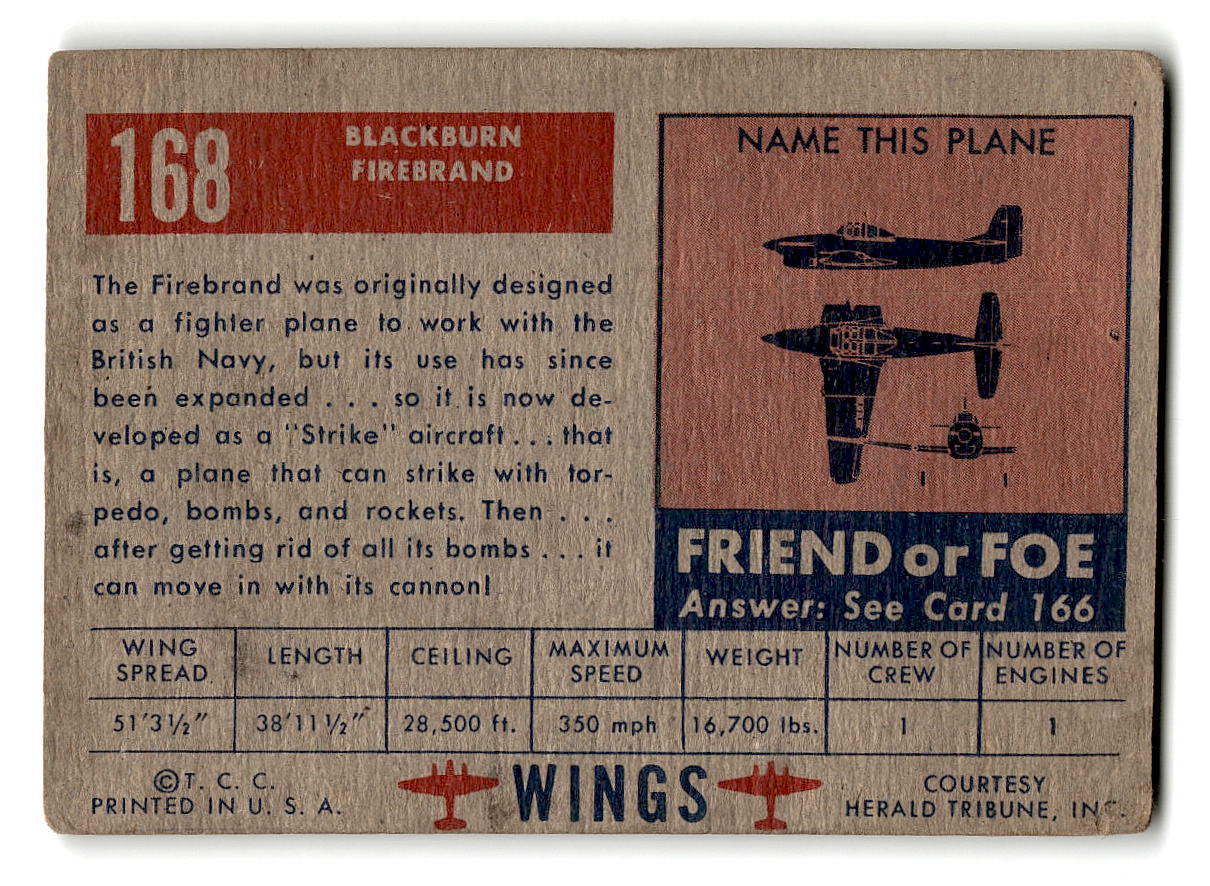 168
BLACKBURN
FIREBRAND
The Firebrand was originally designed
as a fighter plane to work with the
British Navy, but its use has since
been expanded . . . so it is now de-
veloped as a "Strike" aircraft . . . that
is, a plane that can strike with tor-
pedo, bombs, and rockets. Then . . .
after getting rid of all its bombs . . . it
can move in with its cannon!
NAME THIS PLANE
FRIEND or FOE
Answer: See Card 166
WING SPREAD LENGTH CEILING MAXIMUM SPEED WEIGHT NUMBER OF CREW NUMBER OF ENGINES
51'3½" 38'11½" 28,500 ft. 350 mph 16,700 lbs. 1 1
©T. C. C.
PRINTED IN U. S. A.
WINGS
COURTESY
HERALD TRIBUNE, INC.